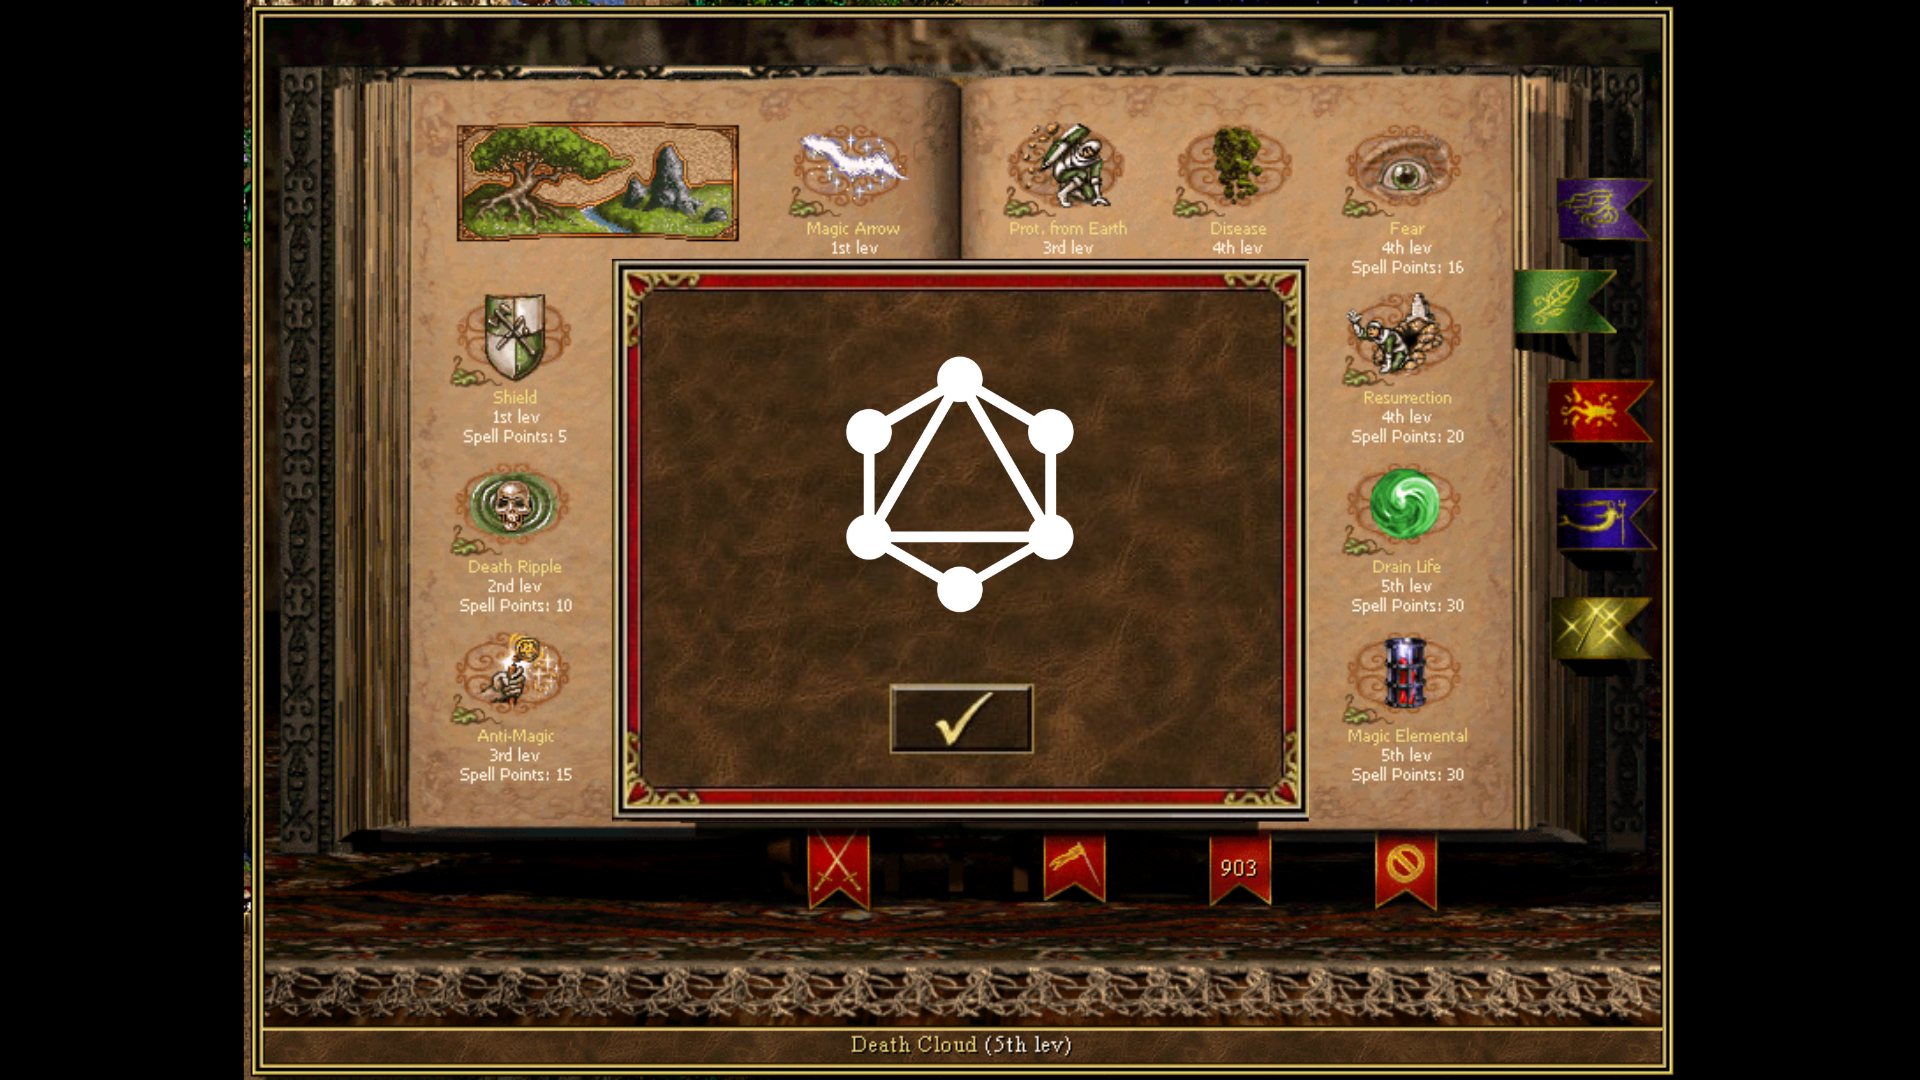 Magic Arrow
1st lev
Prot. from Earth
3rd lev
Disease
4th lev
Fear
4th lev
Spell Points: 16
Shield
1st lev
Spell Points: 5
Resurrection
4th lev
Spell Points: 20
Death Ripple
2nd lev
Spell Points: 10
Drain Life
5th lev
Spell Points: 30
Anti-Magic
3rd lev
Spell Points: 15
Magic Elemental
5th lev
Spell Points: 30
903
Death Cloud (5th lev)